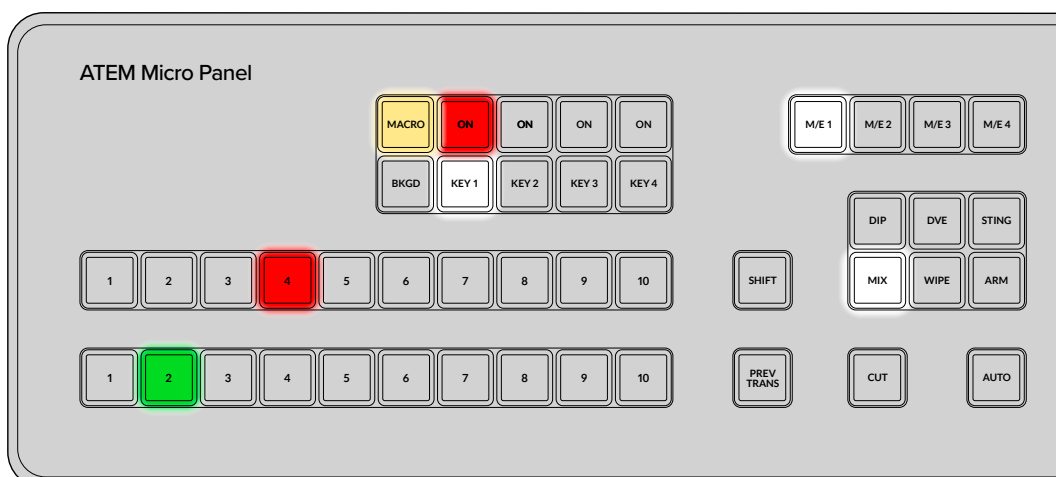 ATEM Micro Panel
MACRO ON ON ON ON
M/E 1 M/E 2 M/E 3 M/E 4
BKGD KEY 1 KEY 2 KEY 3 KEY 4
DIP DVE STING
1 2 3 4 5 6 7 8 9 10
SHIFT
MIX WIPE ARM
1 2 3 4 5 6 7 8 9 10
PREV
TRANS
CUT
AUTO